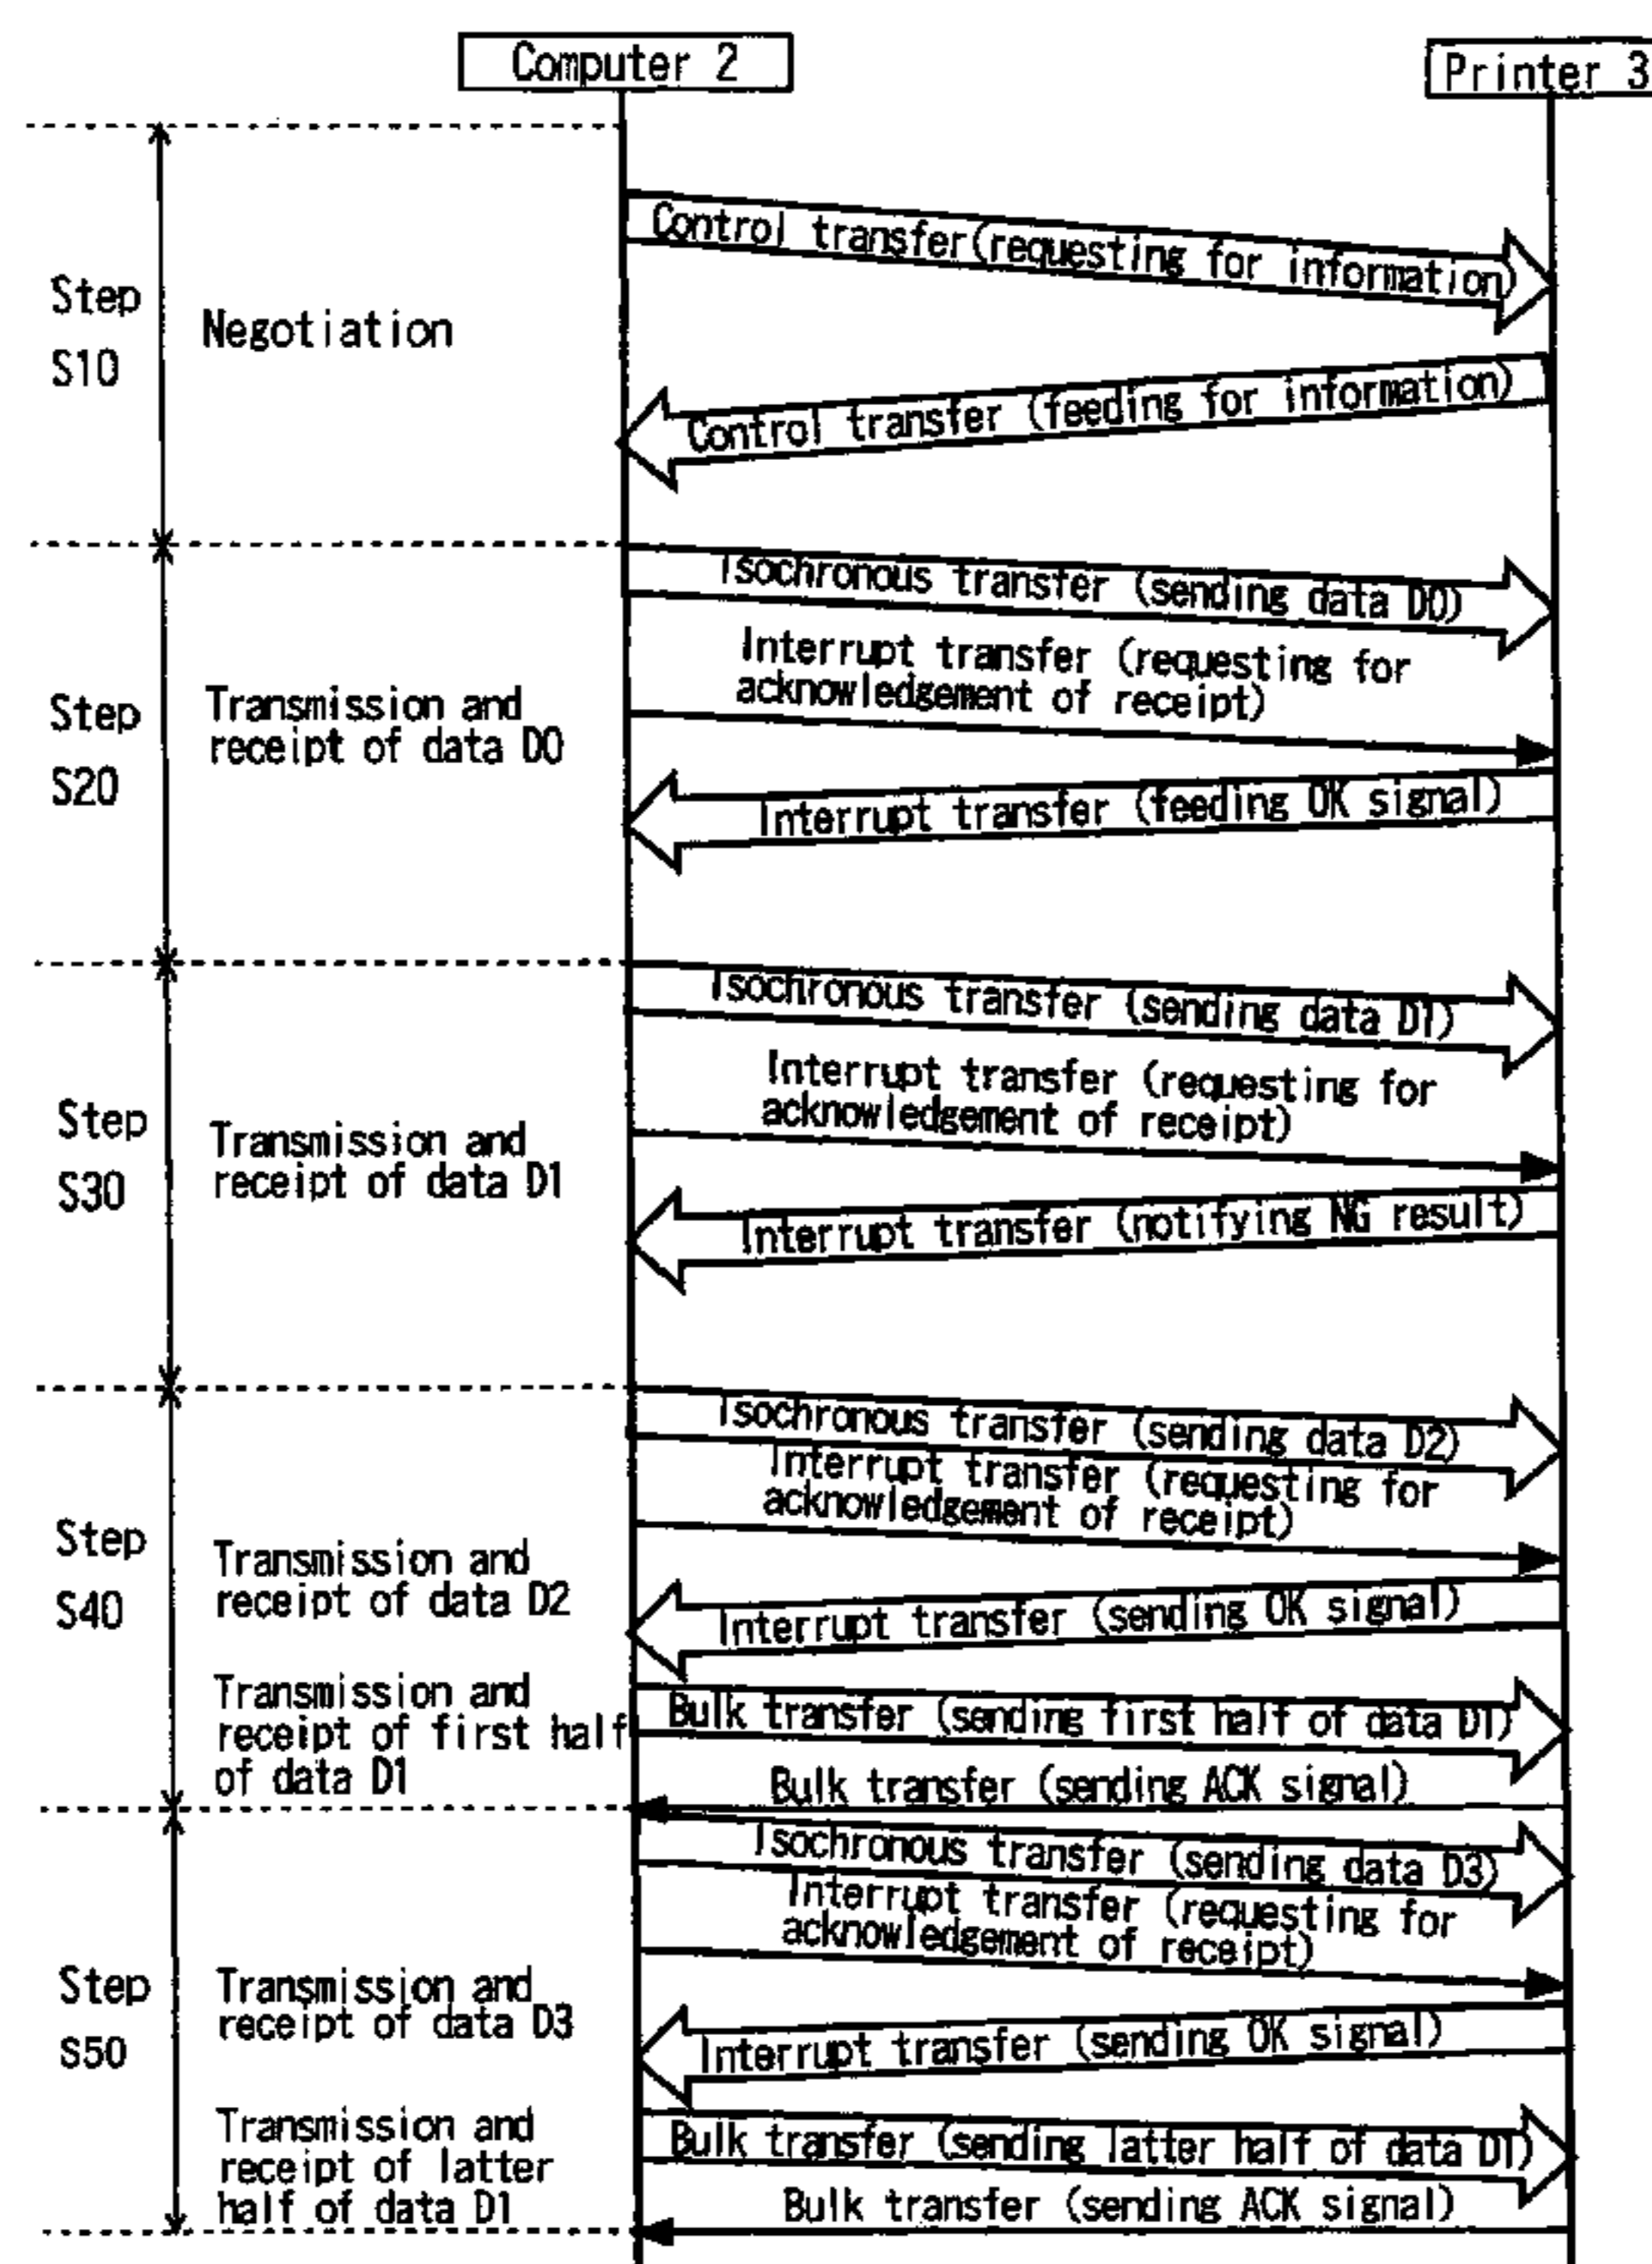 Computer 2
Printer 3
Step
S10
Negotiation
Control transfer(requesting for information)
Control transfer (feeding for information)
Step
S20
Transmission and
receipt of data D0
Isochronous transfer (sending data D0)
Interrupt transfer (requesting for
acknowledgement of receipt)
Interrupt transfer (feeding OK signal)
Step
S30
Transmission and
receipt of data D1
Isochronous transfer (sending data D1)
Interrupt transfer (requesting for
acknowledgement of receipt)
Interrupt transfer (notifying NG result)
Step
S40
Transmission and
receipt of data D2
Isochronous transfer (sending data D2)
Interrupt transfer (requesting for
acknowledgement of receipt)
Interrupt transfer (sending OK signal)
Transmission and
receipt of first half
of data D1
Bulk transfer (sending first half of data D1)
Bulk transfer (sending ACK signal)
Step
S50
Transmission and
receipt of data D3
Isochronous transfer (sending data D3)
Interrupt transfer (requesting for
acknowledgement of receipt)
Interrupt transfer (sending OK signal)
Transmission and
receipt of latter
half of data D1
Bulk transfer (sending latter half of data D1)
Bulk transfer (sending ACK signal)